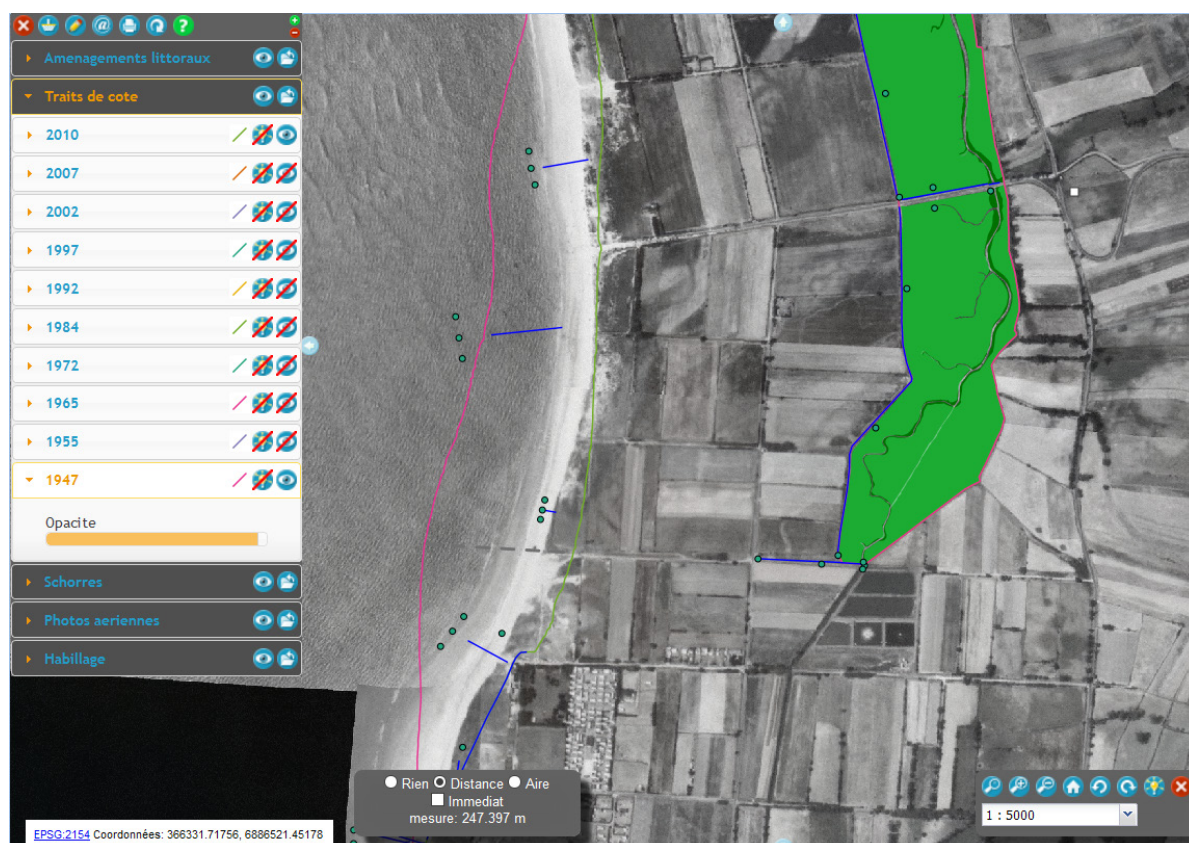 Amenagements littoraux
Traits de cote
2010
2007
2002
1997
1992
1984
1972
1965
1955
1947
Opacite
Schorres
Photos aeriennes
Habillage
Rien Distance Aire
Immediat
mesure: 247.397 m
1 : 5000
EPSG:2154 Coordonnées: 366331.71756, 6886521.45178